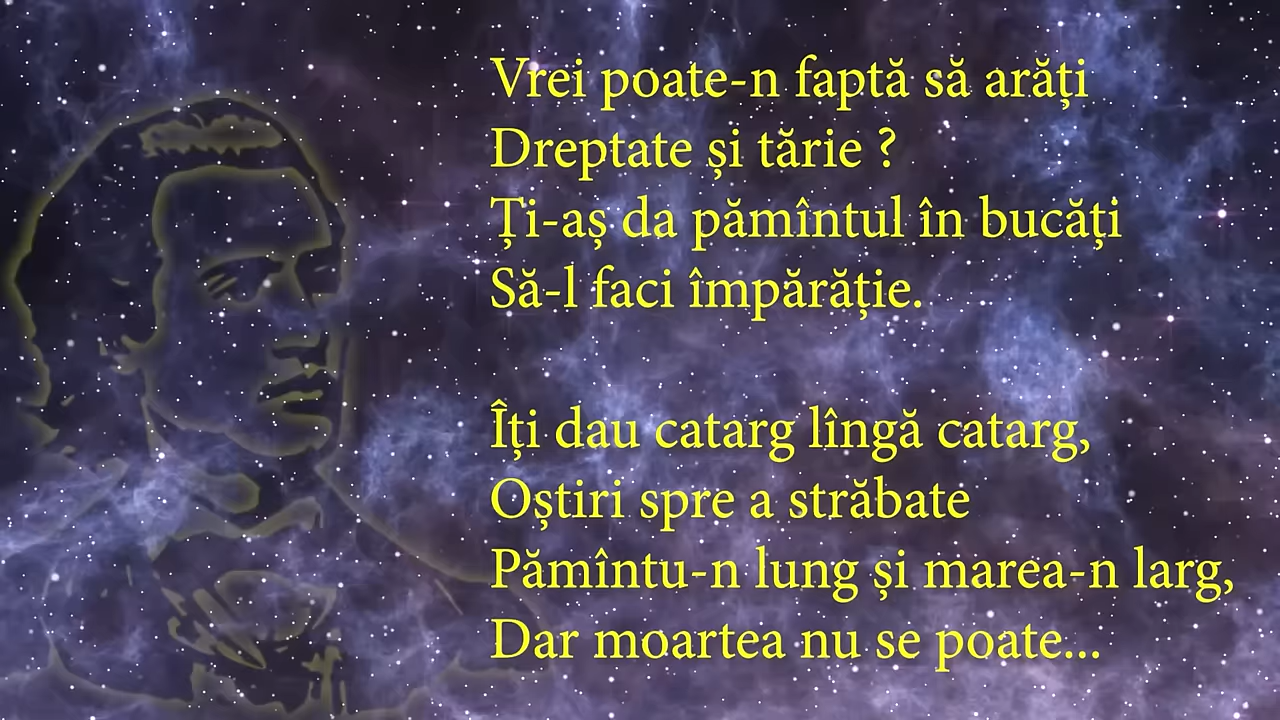 Vrei poate-n faptă să arăți
Dreptate și tărie ?
Ți-aș da pămîntul în bucăți
Să-l faci împărăție.
Îți dau catarg lîngă catarg,
Oștiri spre a străbate
Pămîntu-n lung și marea-n larg,
Dar moartea nu se poate...